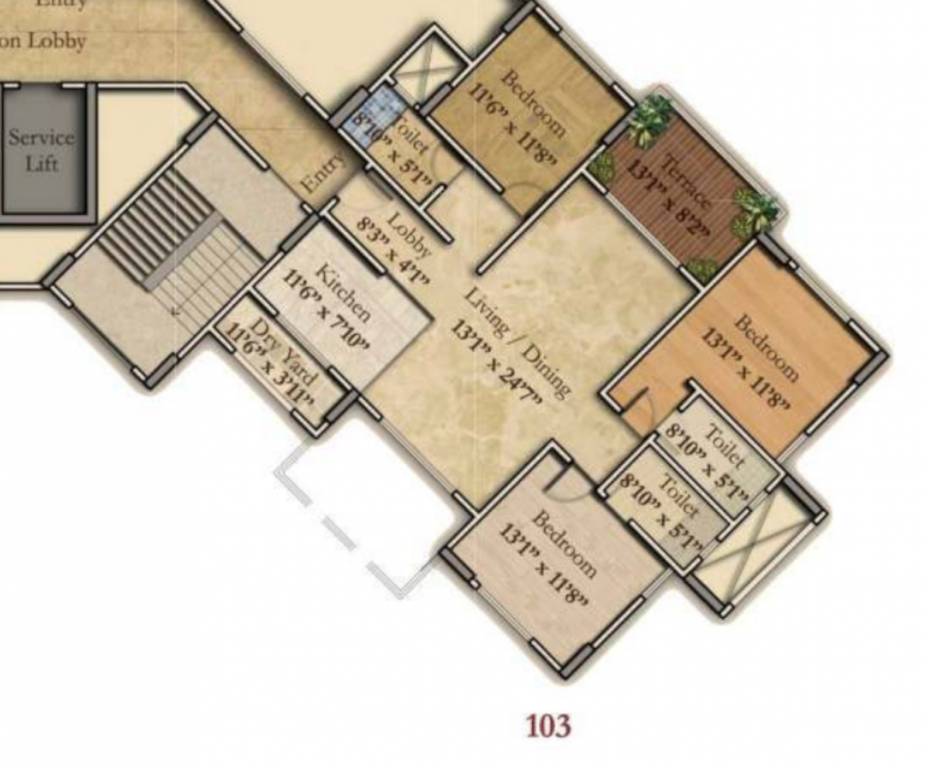 Entry
on Lobby
Service
Lift
Entry
Toilet
8'10" x 5'1"
Bedroom
11'6" x 11'8"
Terrace
13'1" x 8'2"
Lobby
8'3" x 4'1"
Kitchen
11'6" x 7'10"
Dry Yard
11'6" x 3'11"
Living / Dining
13'1" x 24'7"
Bedroom
13'1" x 11'8"
Toilet
8'10" x 5'1"
Toilet
8'10" x 5'1"
Bedroom
13'1" x 11'8"
103